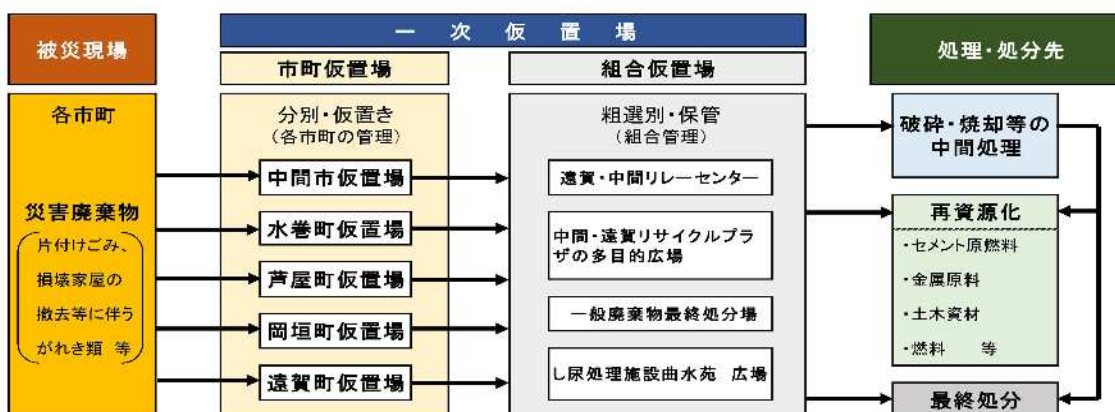 被災現場
一次仮置場
処理・処分先
市町仮置場
組合仮置場
各市町
災害廃棄物
片付けごみ、
損壊家屋の
撤去等に伴う
がれき類 等
分別・仮置き
(各市町の管理)
中間市仮置場
水巻町仮置場
芦屋町仮置場
岡垣町仮置場
遠賀町仮置場
粗選別・保管
(組合管理)
遠賀・中間リレーセンター
中間・遠賀リサイクルプラ
ザの多目的広場
一般廃棄物最終処分場
し尿処理施設曲水苑 広場
破砕・焼却等の
中間処理
再資源化
・セメント原燃料
・金属原料
・土木資材
・燃料 等
最終処分